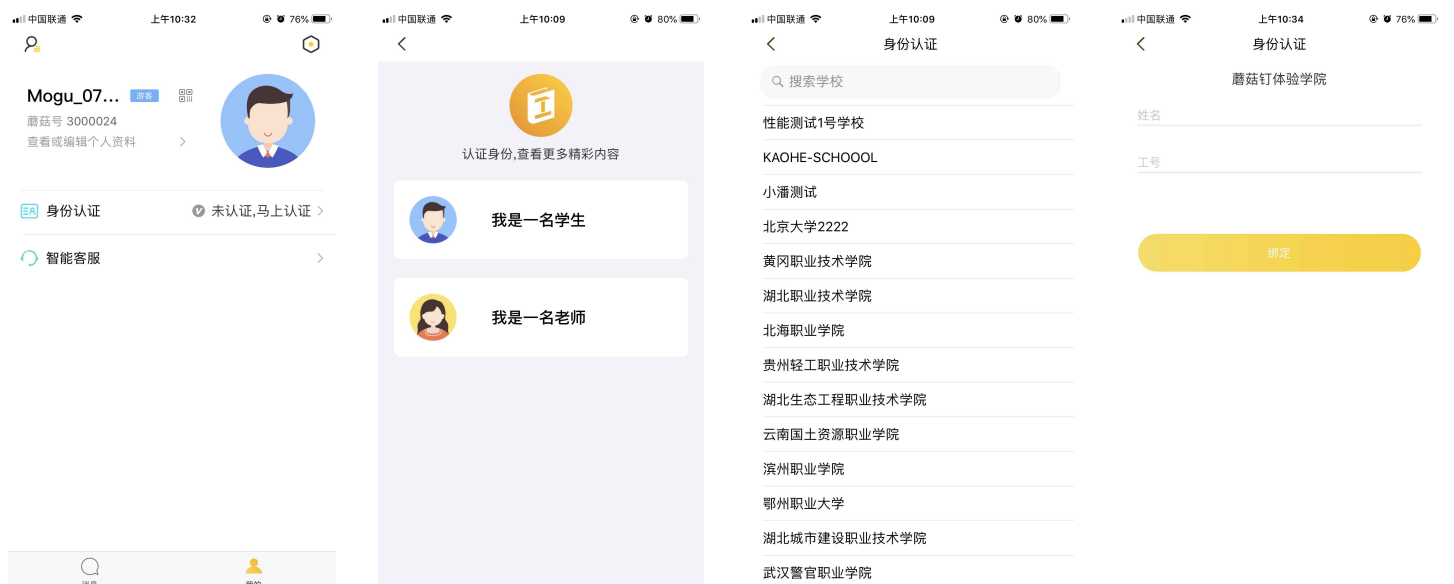 中国联通
上午10:32
76%
Mogu_07...
游客
蘑菇号 3000024
查看或编辑个人资料
身份认证
未认证,马上认证
智能客服
我的
中国联通
上午10:09
80%
认证身份,查看更多精彩内容
我是一名学生
我是一名老师
中国联通
上午10:09
80%
身份认证
搜索学校
性能测试1号学校
KAOHE-SCHOOOL
小潘测试
北京大学2222
黄冈职业技术学院
湖北职业技术学院
北海职业学院
贵州轻工职业技术学院
湖北生态工程职业技术学院
云南国土资源职业学院
滨州职业学院
鄂州职业大学
湖北城市建设职业技术学院
武汉警官职业学院
中国联通
上午10:34
76%
身份认证
蘑菇钉体验学院
姓名
工号
绑定